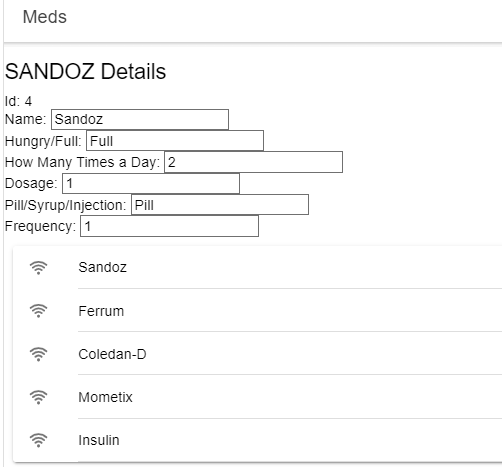 Meds
SANDOZ Details
Id: 4
Name: Sandoz
Hungry/Full: Full
How Many Times a Day: 2
Dosage: 1
Pill/Syrup/Injection: Pill
Frequency: 1
Sandoz
Ferrum
Coledan-D
Mometix
Insulin